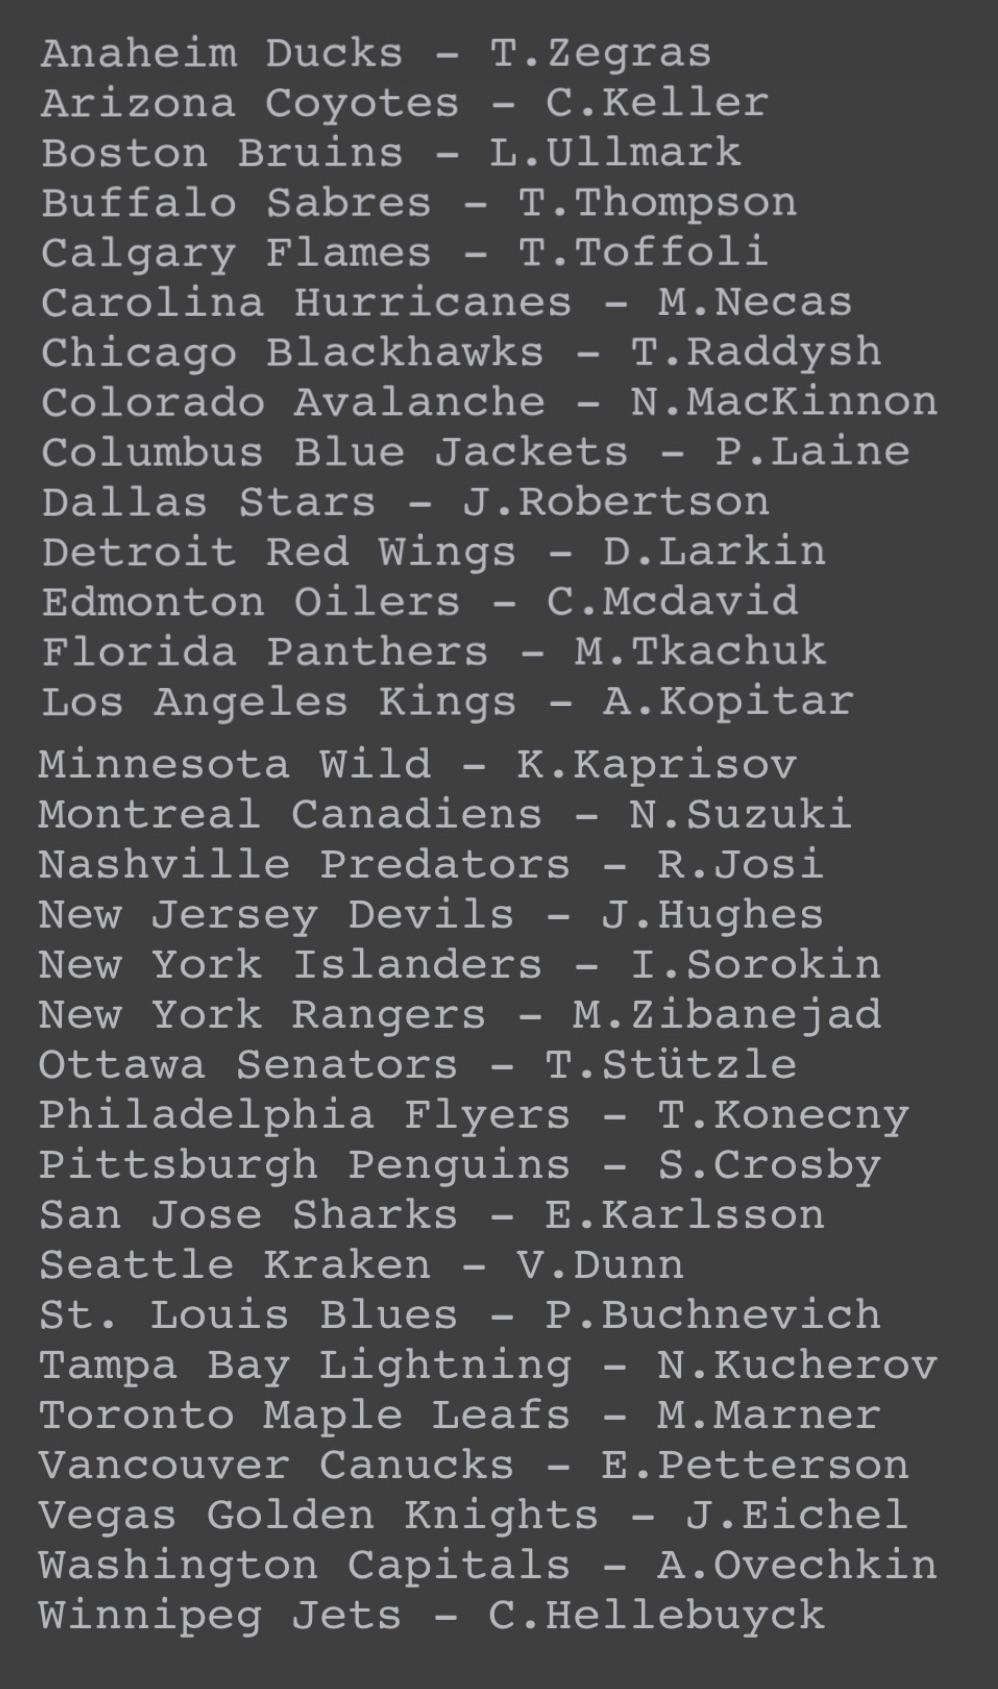 Anaheim Ducks - T.Zegras
Arizona Coyotes - C.Keller
Boston Bruins - L.Ullmark
Buffalo Sabres - T.Thompson
Calgary Flames - T.Toffoli
Carolina Hurricanes - M.Necas
Chicago Blackhawks - T.Raddysh
Colorado Avalanche - N.MacKinnon
Columbus Blue Jackets - P.Laine
Dallas Stars - J.Robertson
Detroit Red Wings - D.Larkin
Edmonton Oilers - C.Mcdavid
Florida Panthers - M.Tkachuk
Los Angeles Kings - A.Kopitar
Minnesota Wild - K.Kaprisov
Montreal Canadiens - N.Suzuki
Nashville Predators - R.Josi
New Jersey Devils - J.Hughes
New York Islanders - I.Sorokin
New York Rangers - M.Zibanejad
Ottawa Senators - T.Stützle
Philadelphia Flyers - T.Konecny
Pittsburgh Penguins - S.Crosby
San Jose Sharks - E.Karlsson
Seattle Kraken - V.Dunn
St. Louis Blues - P.Buchnevich
Tampa Bay Lightning - N.Kucherov
Toronto Maple Leafs - M.Marner
Vancouver Canucks - E.Petterson
Vegas Golden Knights - J.Eichel
Washington Capitals - A.Ovechkin
Winnipeg Jets - C.Hellebuyck